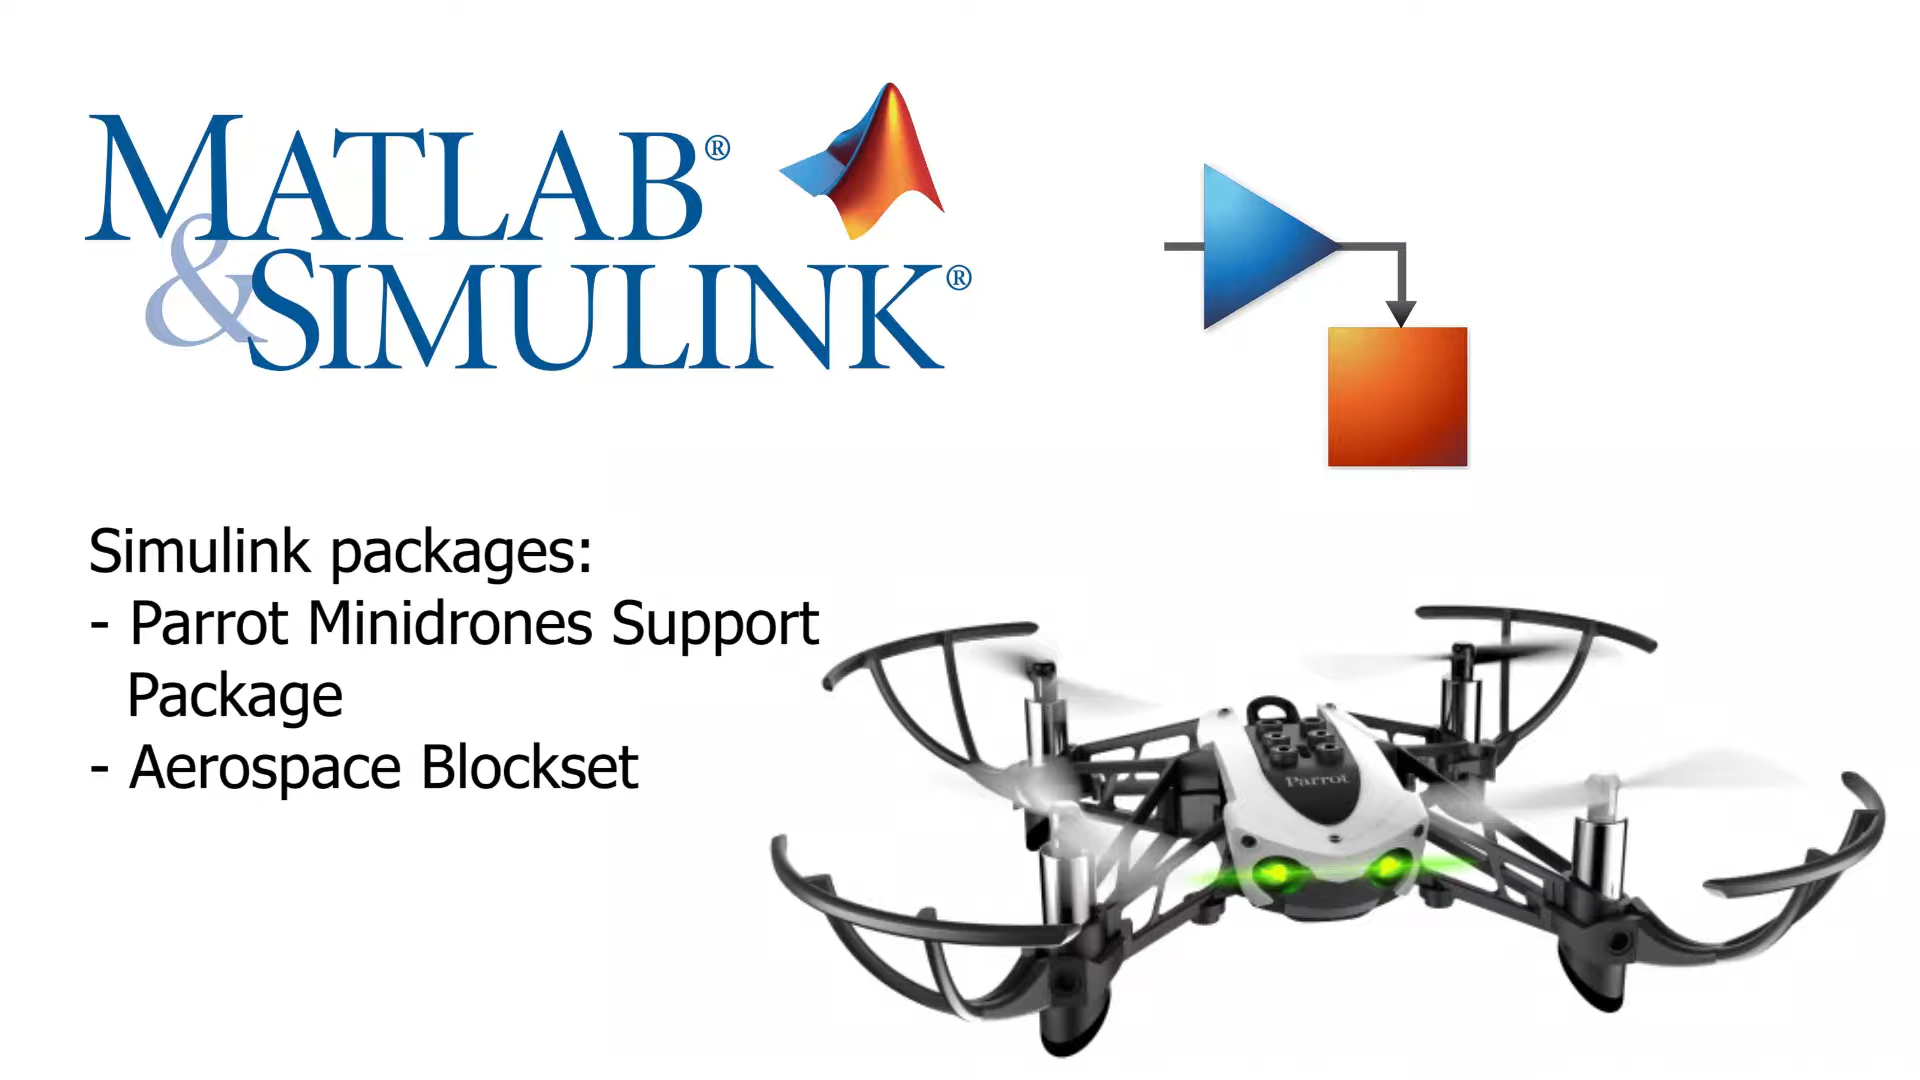 MATLAB®
&SIMULINK®
Simulink packages:
- Parrot Minidrones Support
Package
- Aerospace Blockset
Parrot